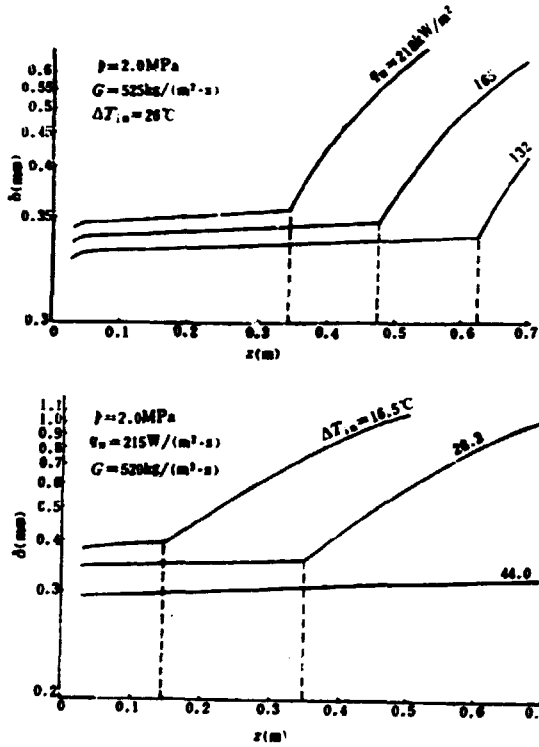 0.6
0.55
0.5
0.45
0.4
0.35
0.3
δ(mm)
p=2.0MPa
G=525kg/(m²·s)
ΔTin=26℃
qw=218kW/m²
165
132
0 0.1 0.2 0.3 0.4 0.5 0.6 0.7
z(m)
1.1
1.0
0.9
0.8
0.7
0.6
0.5
0.4
0.3
0.2
δ(mm)
p=2.0MPa
qw=215W/(m²·s)
G=520kg/(m²·s)
ΔTin=16.5℃
28.2
44.0
0 0.1 0.2 0.3 0.4 0.5 0.6
z(m)